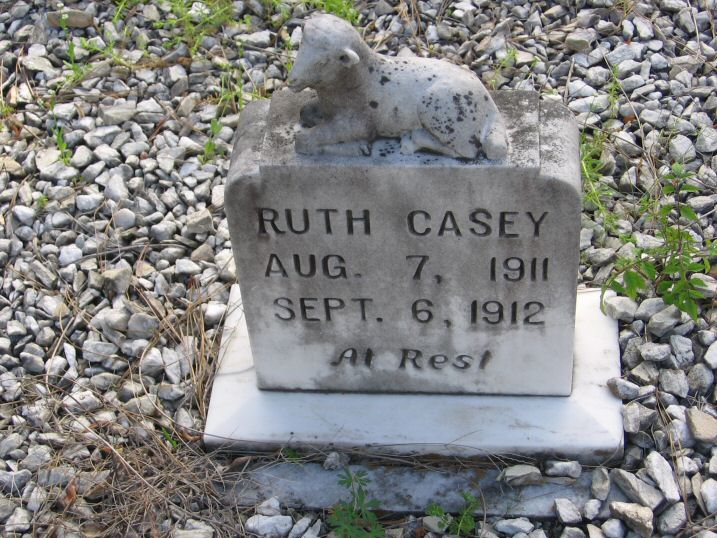 RUTH CASEY
AUG. 7, 1911
SEPT. 6, 1912
At Rest